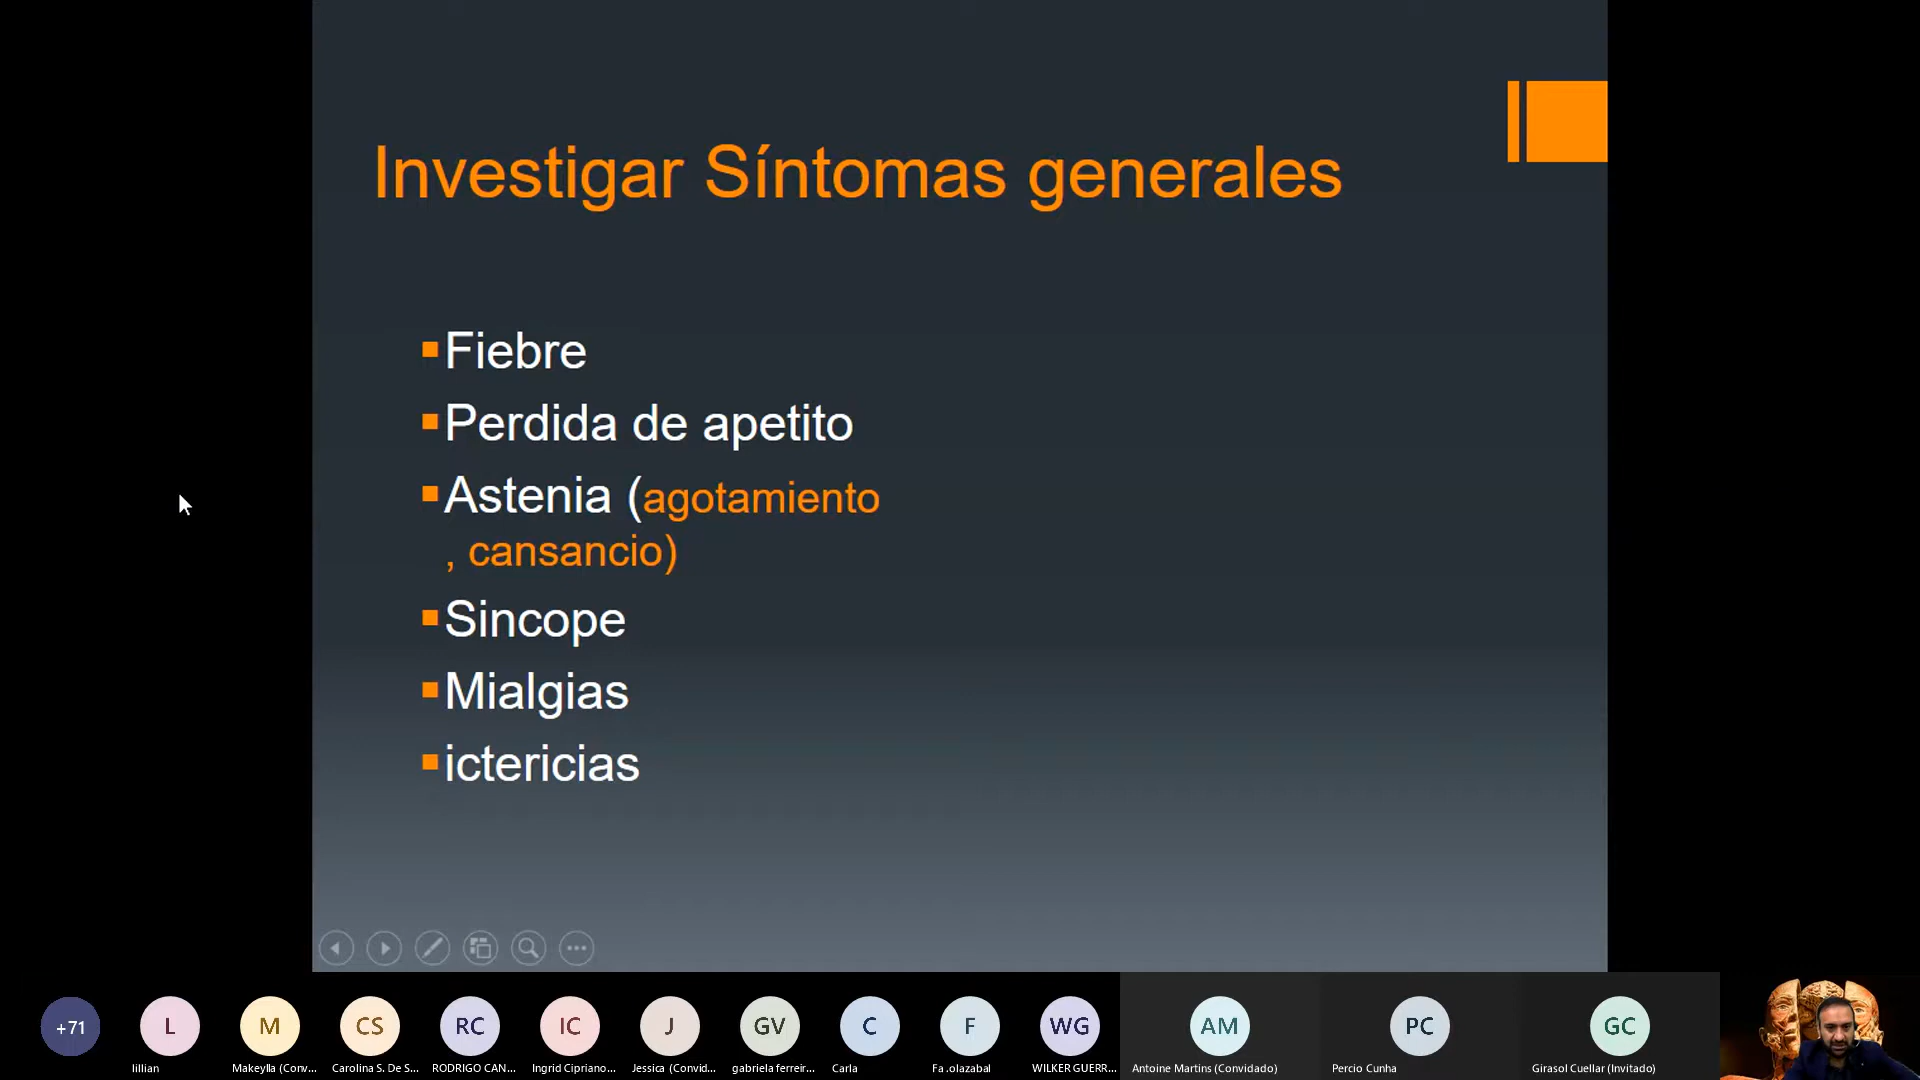 Investigar Síntomas generales
Fiebre
Perdida de apetito
Astenia (agotamiento
, cansancio)
Sincope
Mialgias
ictericias
+71
L
M
CS
RC
IC
J
GV
C
F
WG
AM
PC
GC
lillian
Makeylla (Conv...
Carolina S. De S...
RODRIGO CAN...
Ingrid Cipriano...
Jessica (Convid...
gabriela ferreir...
Carla
Fa .olazabal
WILKER GUERR...
Antoine Martins (Convidado)
Percio Cunha
Girasol Cuellar (Invitado)